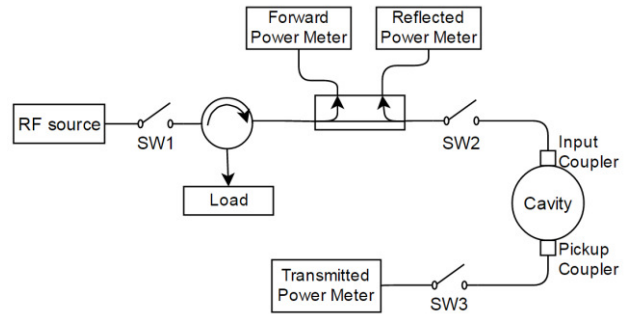 Forward
Power Meter
Reflected
Power Meter
RF source
SW1
SW2
Input
Coupler
Load
Cavity
Pickup
Coupler
Transmitted
Power Meter
SW3